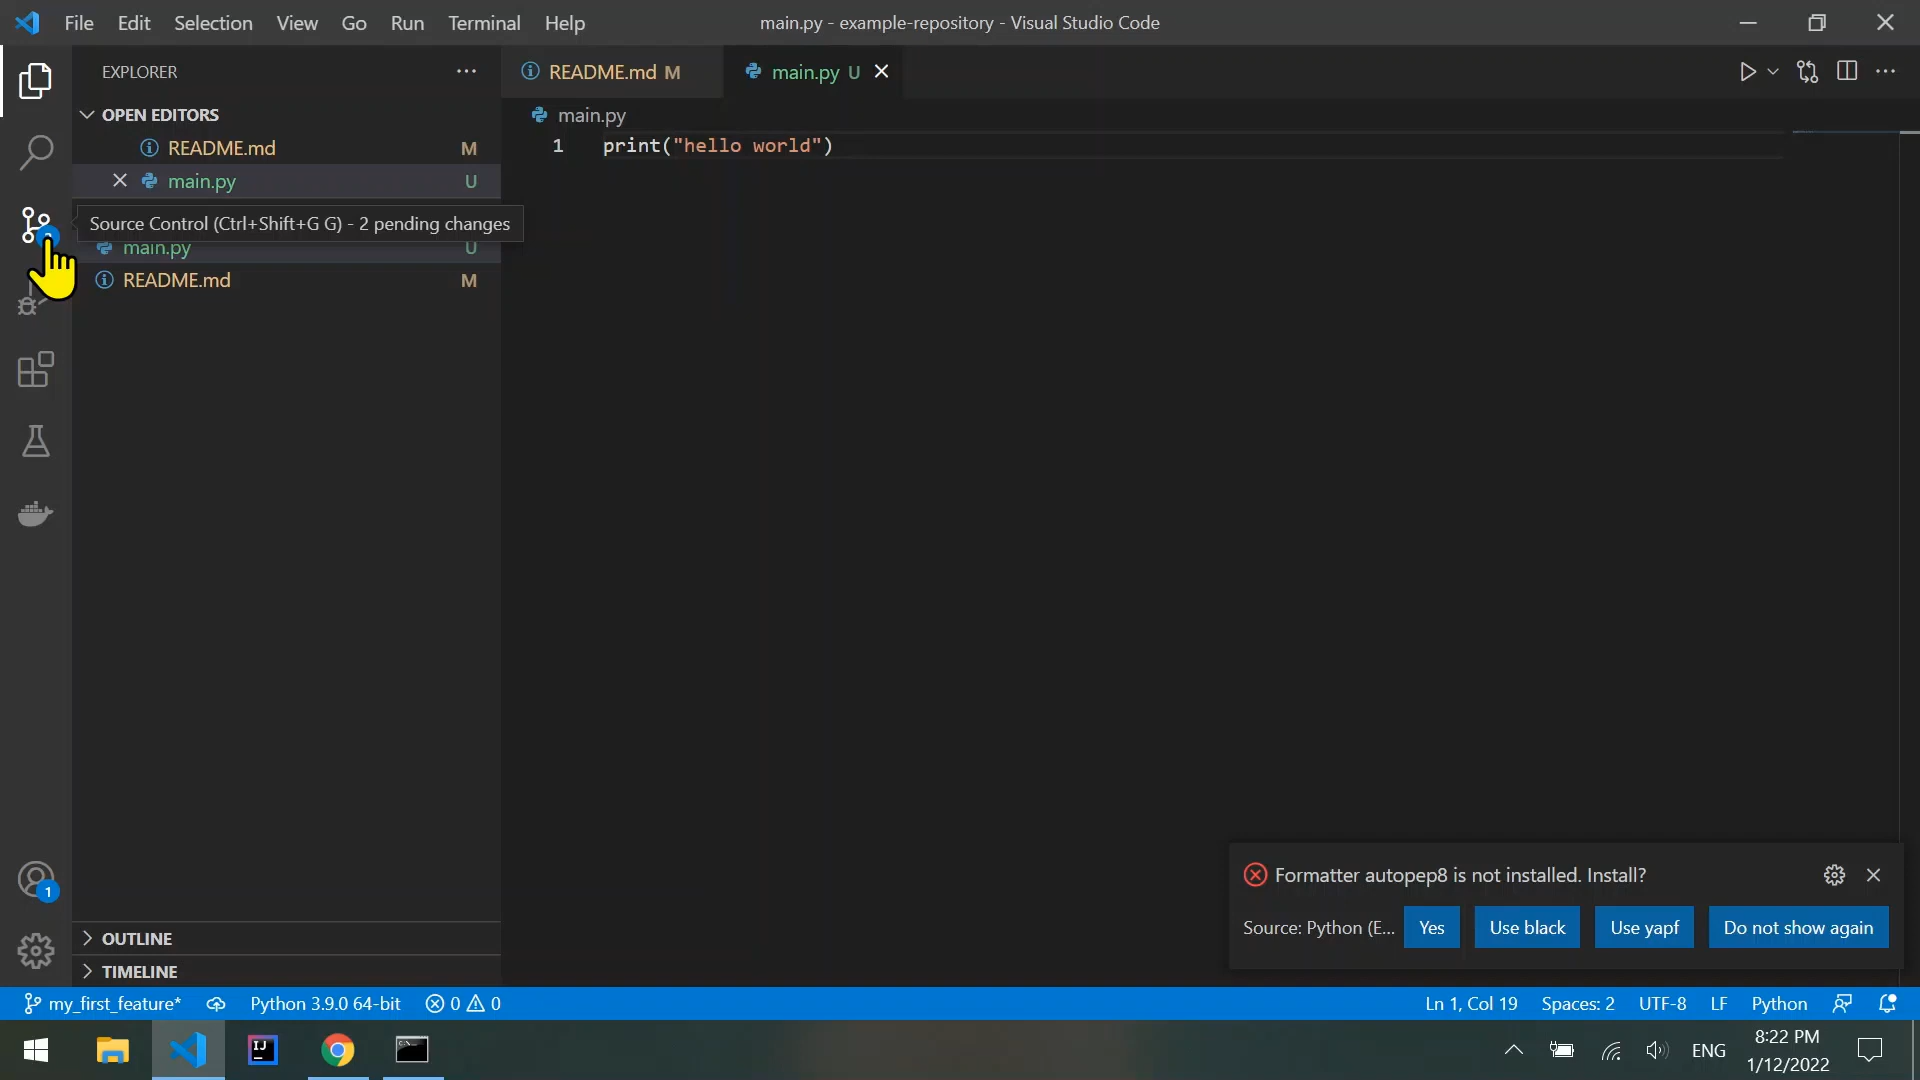 File Edit Selection View Go Run Terminal Help main.py - example-repository - Visual Studio Code
EXPLORER
OPEN EDITORS
README.md M
main.py U
Source Control (Ctrl+Shift+G G) - 2 pending changes
main.py U
README.md M
OUTLINE
TIMELINE
README.md M main.py U
main.py
1 print("hello world")
Formatter autopep8 is not installed. Install?
Source: Python (E... Yes Use black Use yapf Do not show again
1
my_first_feature* Python 3.9.0 64-bit 0 0 Ln 1, Col 19 Spaces: 2 UTF-8 LF Python
IJ ENG 8:22 PM
1/12/2022